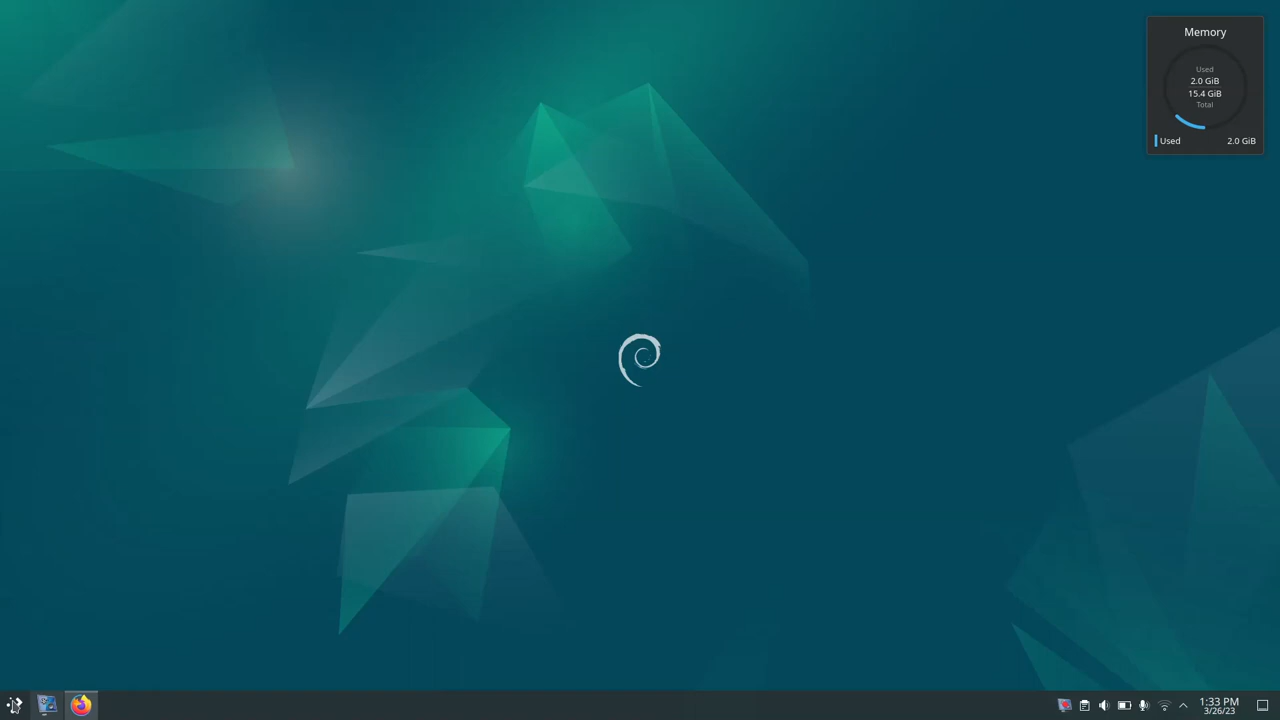 Memory
Used
2.0 GiB
15.4 GiB
Total
Used 2.0 GiB
1:33 PM
3/26/23